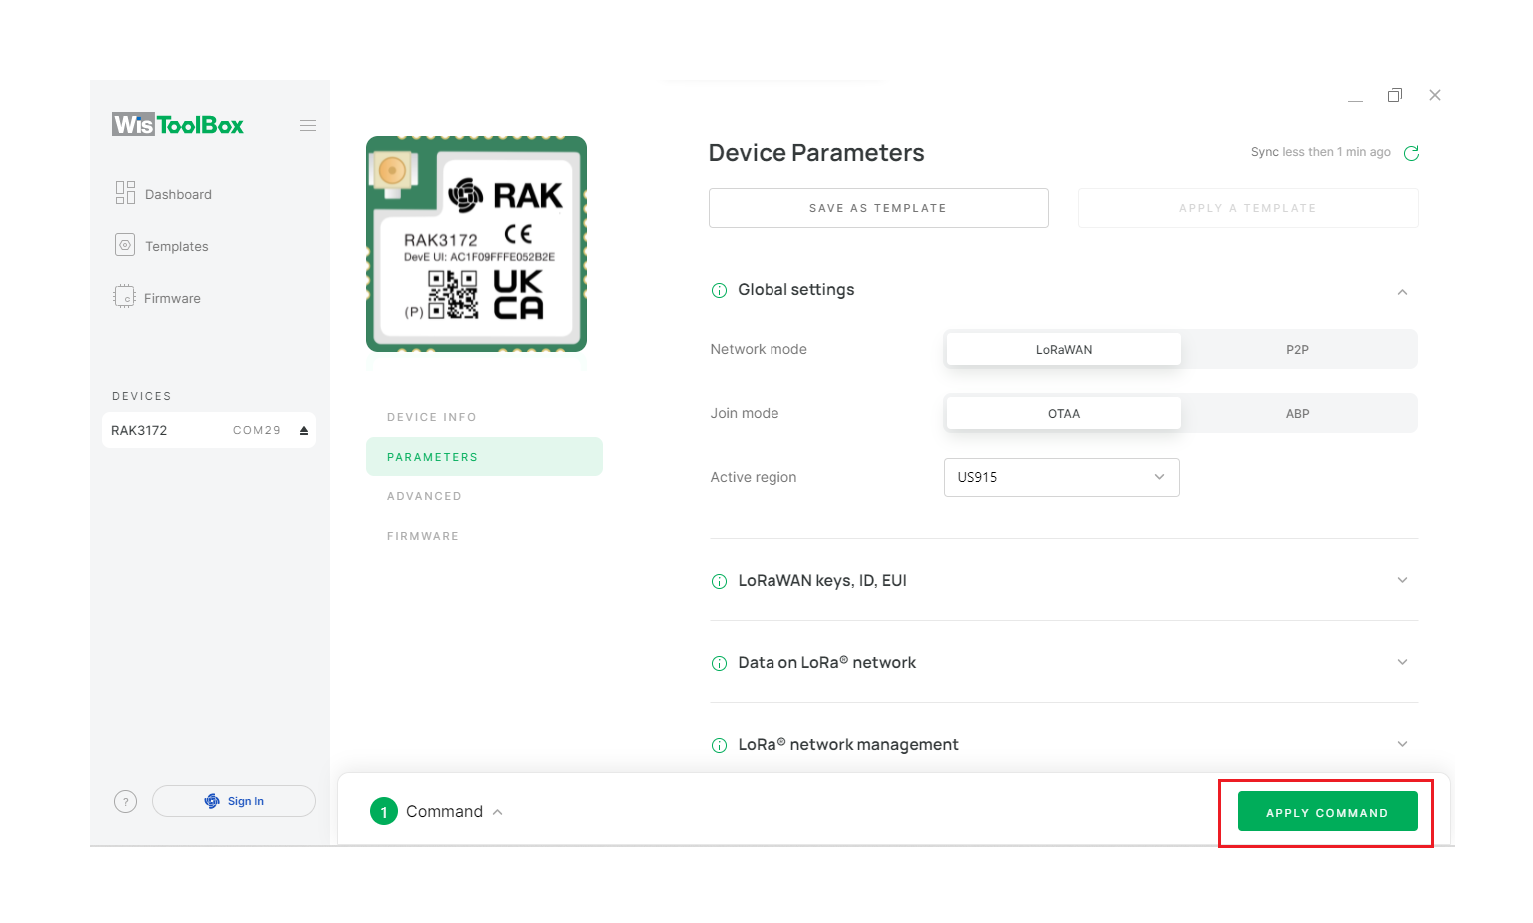 WisToolBox
Dashboard
Templates
Firmware
DEVICES
RAK3172 COM29
? Sign In
RAK
RAK3172
DevE UI: AC1F09FFFE052B2E
(P)
UK
CA
DEVICE INFO
PARAMETERS
ADVANCED
FIRMWARE
Device Parameters
Sync less then 1 min ago
SAVE AS TEMPLATE
APPLY A TEMPLATE
Global settings
Network mode LoRaWAN P2P
Join mode OTAA ABP
Active region US915
LoRaWAN keys, ID, EUI
Data on LoRa® network
LoRa® network management
1 Command
APPLY COMMAND